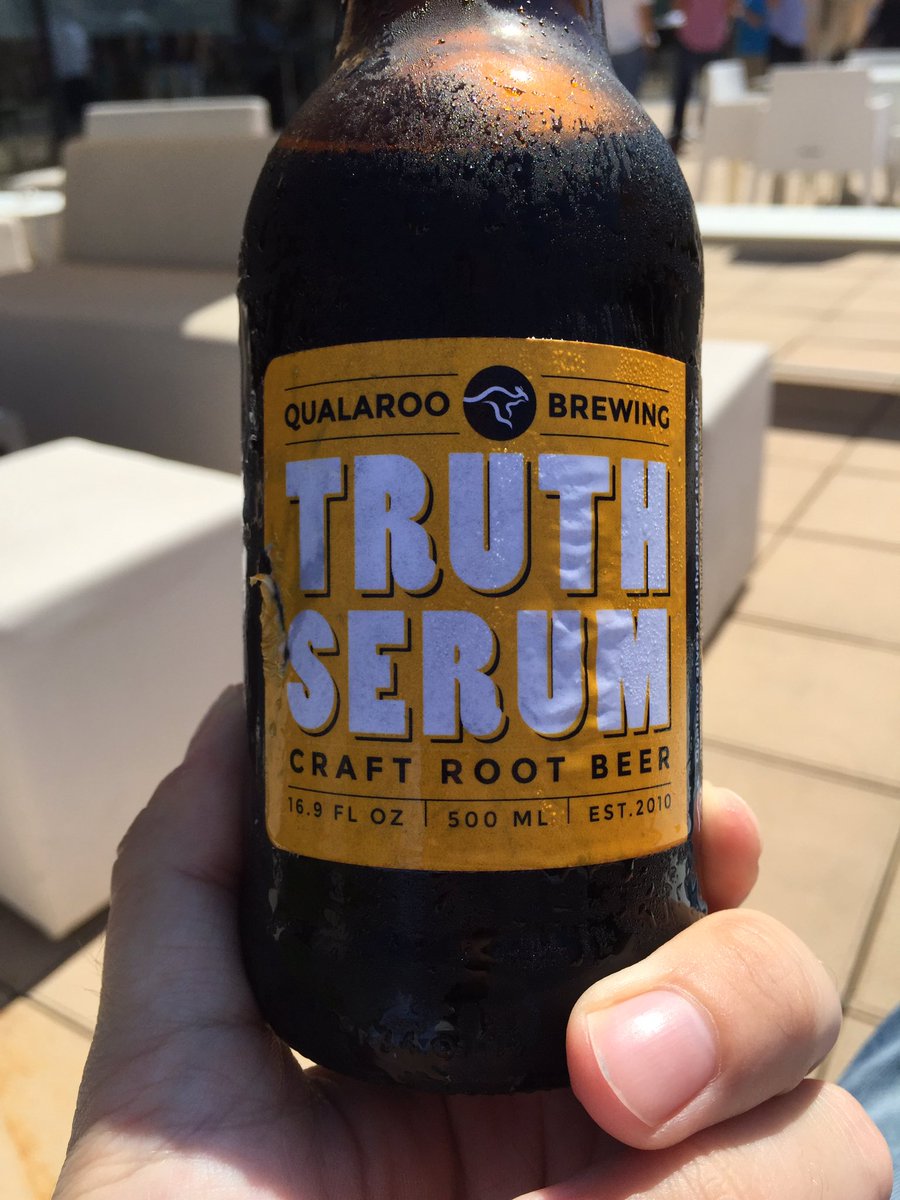 QUALAROO BREWING
TRUTH
SERUM
CRAFT ROOT BEER
16.9 FL OZ | 500 ML | EST.2010